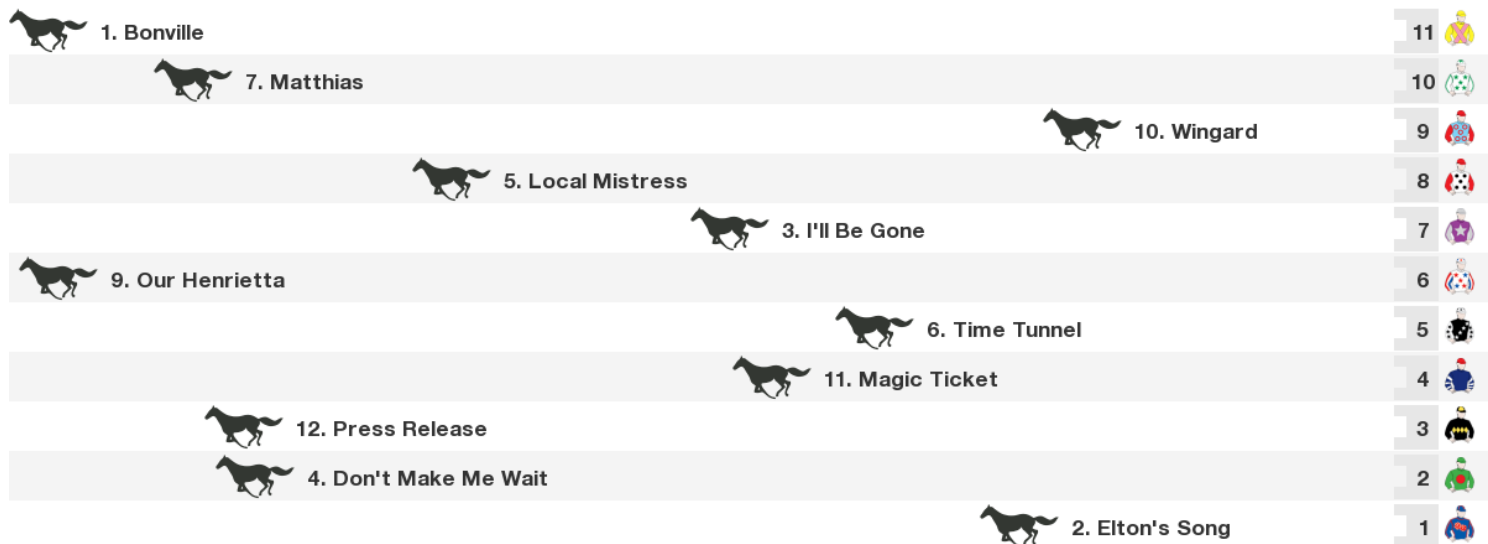 1. Bonville 11
7. Matthias 10
10. Wingard 9
5. Local Mistress 8
3. I'll Be Gone 7
9. Our Henrietta 6
6. Time Tunnel 5
11. Magic Ticket 4
12. Press Release 3
4. Don't Make Me Wait 2
2. Elton's Song 1